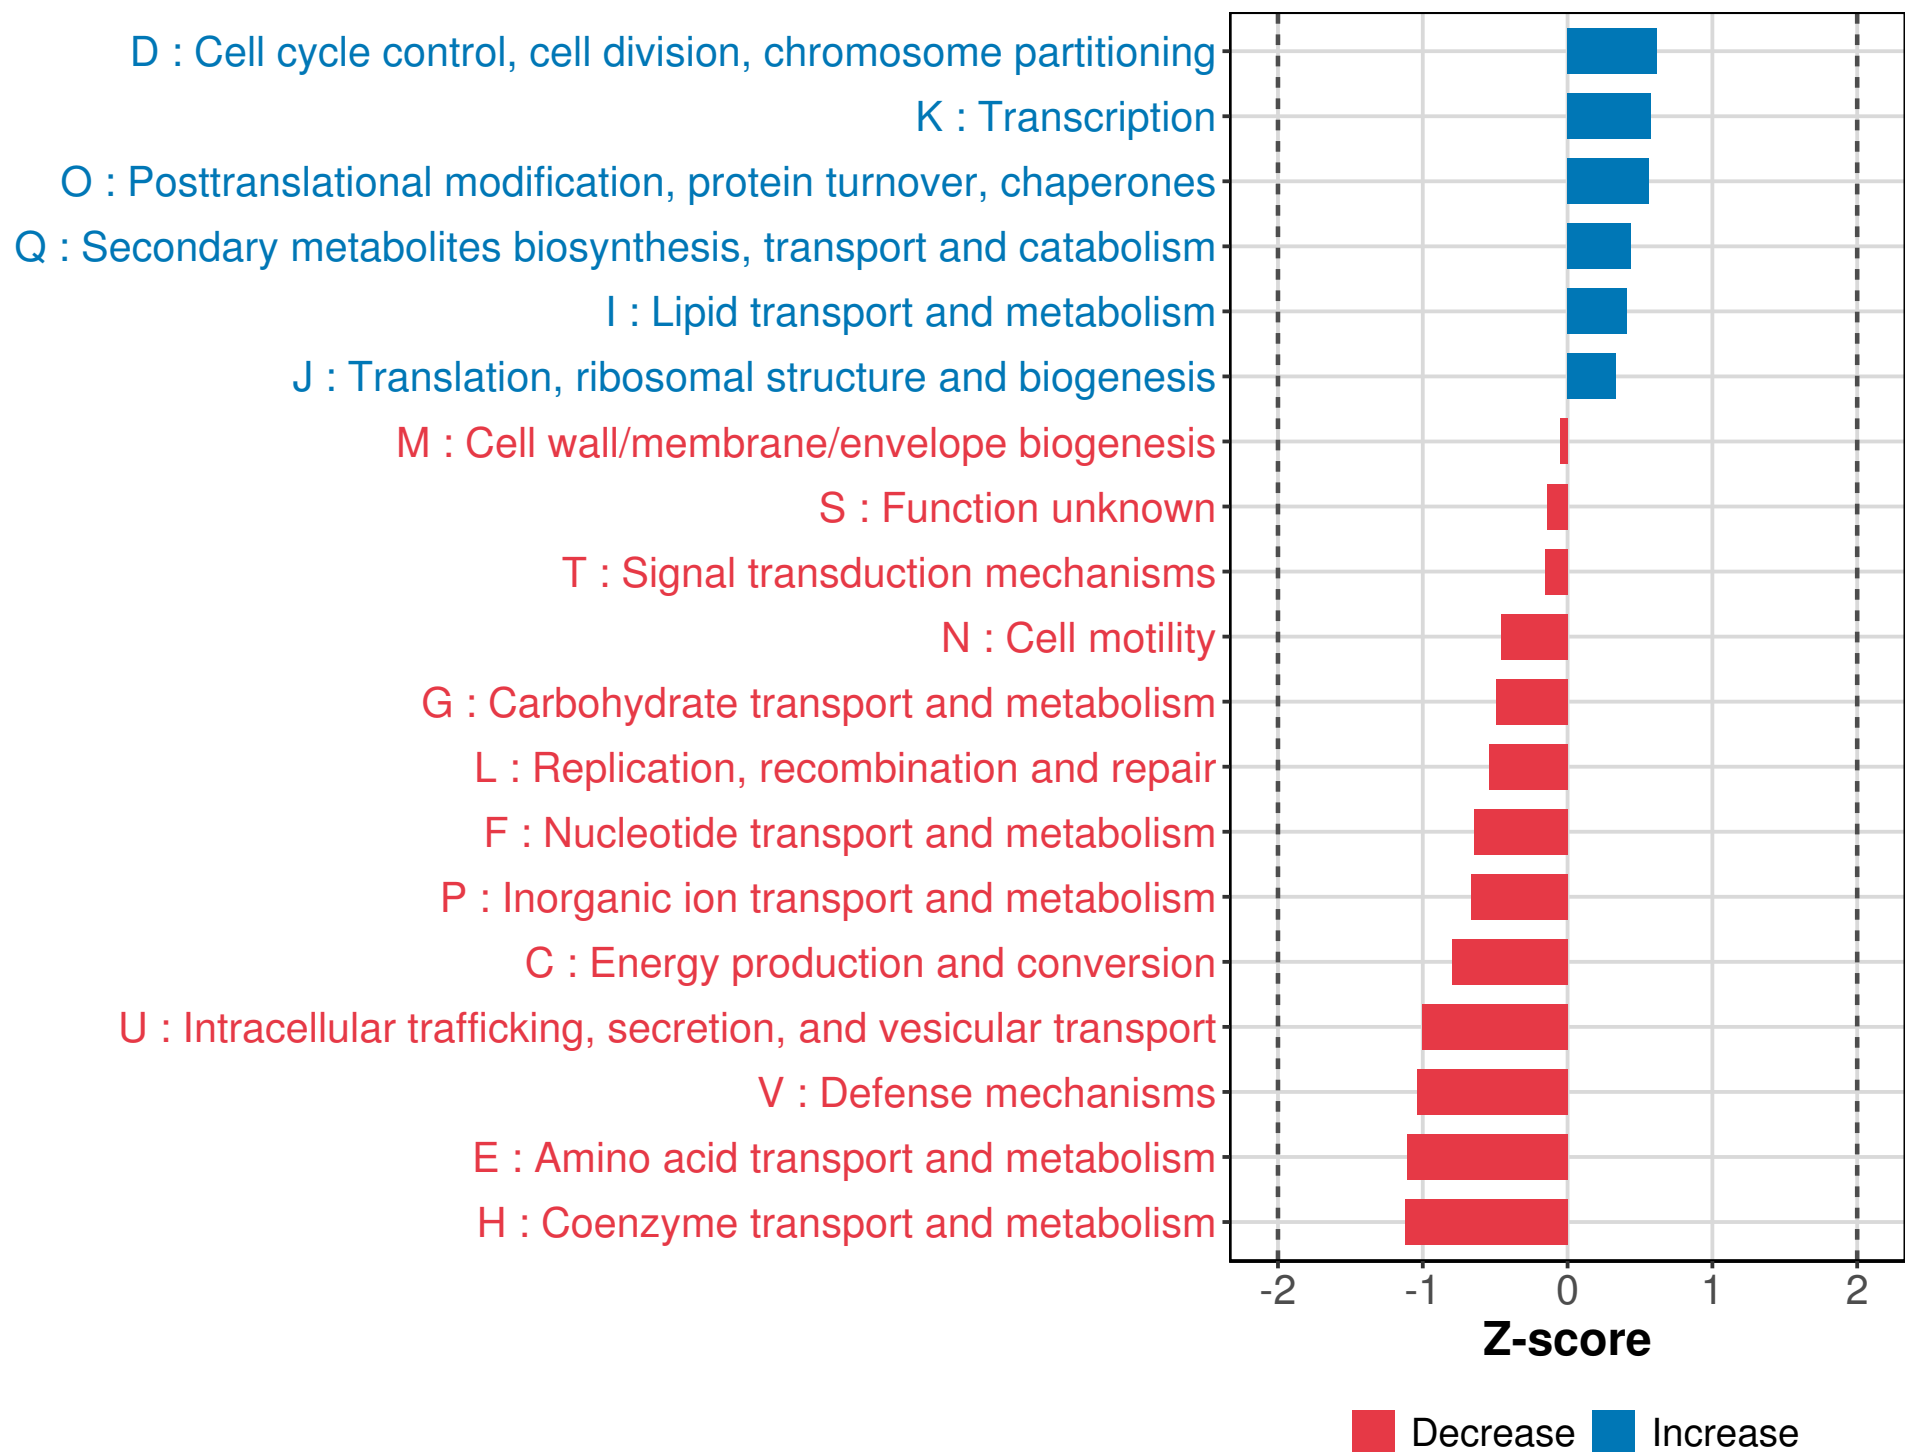 D : Cell cycle control, cell division, chromosome partitioning
K : Transcription
O : Posttranslational modification, protein turnover, chaperones
Q : Secondary metabolites biosynthesis, transport and catabolism
I : Lipid transport and metabolism
J : Translation, ribosomal structure and biogenesis
M : Cell wall/membrane/envelope biogenesis
S : Function unknown
T : Signal transduction mechanisms
N : Cell motility
G : Carbohydrate transport and metabolism
L : Replication, recombination and repair
F : Nucleotide transport and metabolism
P : Inorganic ion transport and metabolism
C : Energy production and conversion
U : Intracellular trafficking, secretion, and vesicular transport
V : Defense mechanisms
E : Amino acid transport and metabolism
H : Coenzyme transport and metabolism
-2 -1 0 1 2
Z-score
Decrease Increase